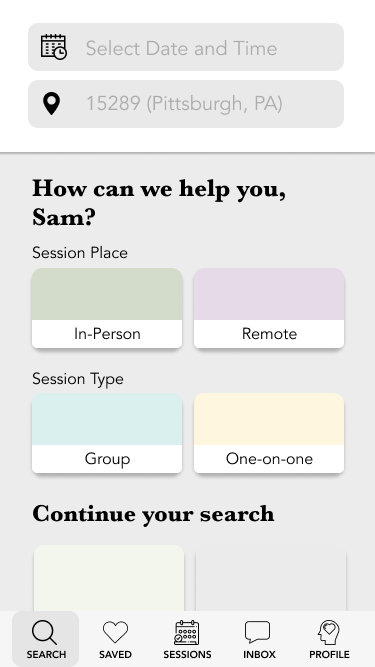 Select Date and Time
15289 (Pittsburgh, PA)
How can we help you,
Sam?
Session Place
In-Person
Remote
Session Type
Group
One-on-one
Continue your search
SEARCH
SAVED
SESSIONS
INBOX
PROFILE